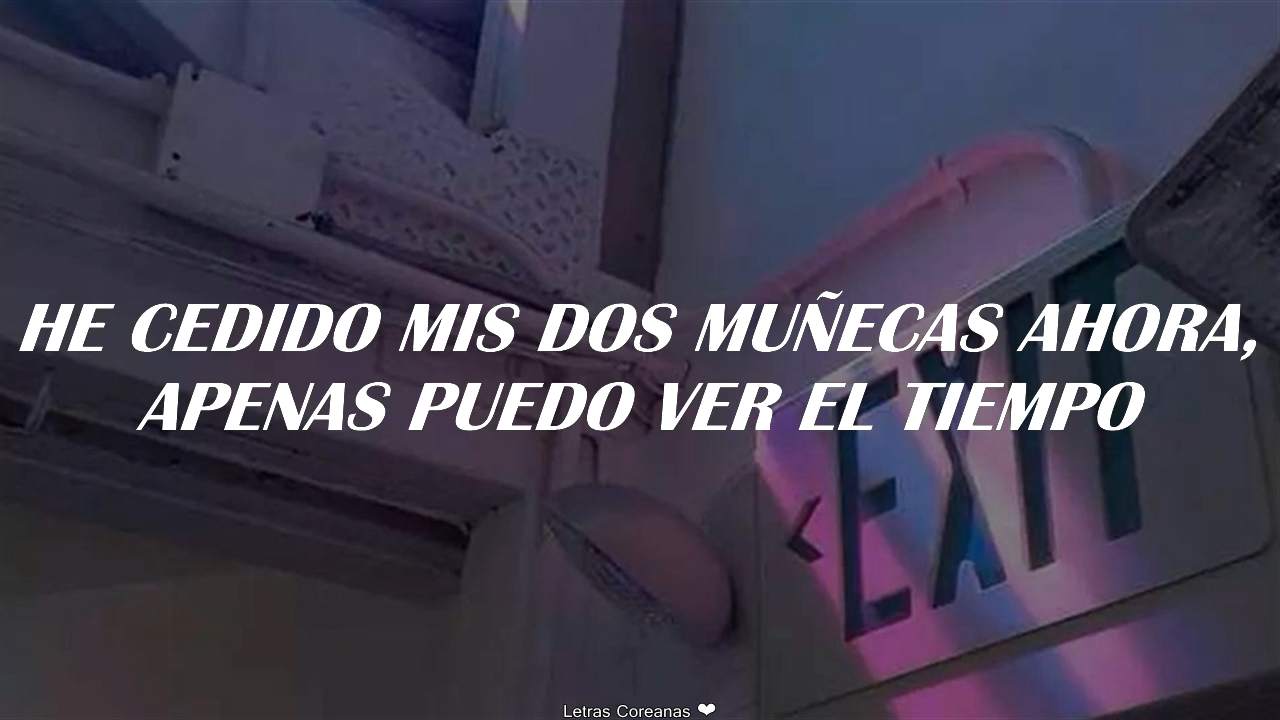 HE CEDIDO MIS DOS MUÑECAS AHORA,
APENAS PUEDO VER EL TIEMPO
<EXIT
Letras Coreanas ❤